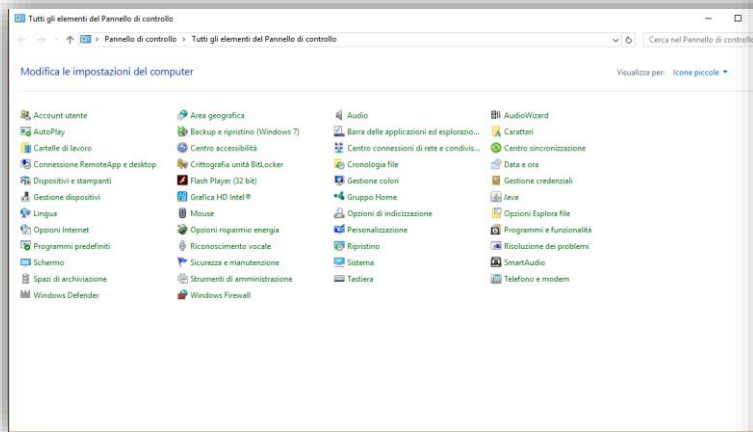 Tutti gli elementi del Pannello di controllo
Pannello di controllo > Tutti gli elementi del Pannello di controllo
Cerca nel Pannello di controllo
Modifica le impostazioni del computer
Visualizza per: Icone piccole
Account utente Area geografica Audio AudioWizard
AutoPlay Backup e ripristino (Windows 7) Barra delle applicazioni ed esplorazio... Caratteri
Cartelle di lavoro Centro accessibilità Centro connessioni di rete e condivis... Centro sincronizzazione
Connessione RemoteApp e desktop Crittografia unità BitLocker Cronologia file Data e ora
Dispositivi e stampanti Flash Player (32 bit) Gestione colori Gestione credenziali
Gestione dispositivi Grafica HD Intel® Gruppo Home Java
Lingua Mouse Opzioni di indicizzazione Opzioni Esplora file
Opzioni Internet Opzioni risparmio energia Personalizzazione Programmi e funzionalità
Programmi predefiniti Riconoscimento vocale Ripristino Risoluzione dei problemi
Schermo Sicurezza e manutenzione Sistema SmartAudio
Spazi di archiviazione Strumenti di amministrazione Tastiera Telefono e modem
Windows Defender Windows Firewall